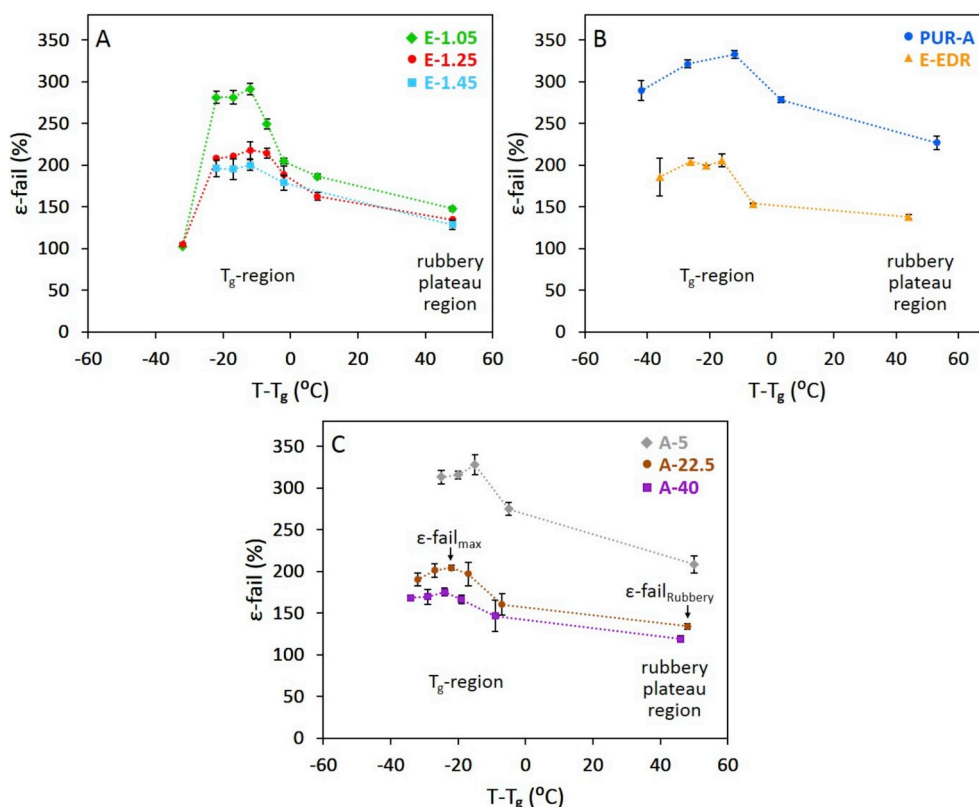 A
E-1.05
E-1.25
E-1.45
350
300
250
200
150
100
50
0
ε-fail (%)
Tg-region
rubbery
plateau
region
-60 -40 -20 0 20 40 60
T-Tg (°C)
B
PUR-A
E-EDR
350
300
250
200
150
100
50
0
ε-fail (%)
Tg-region
rubbery
plateau
region
-60 -40 -20 0 20 40 60
T-Tg (°C)
C
A-5
A-22.5
A-40
350
300
250
200
150
100
50
0
ε-fail (%)
ε-failmax
ε-failRubbery
Tg-region
rubbery
plateau
region
-60 -40 -20 0 20 40 60
T-Tg (°C)